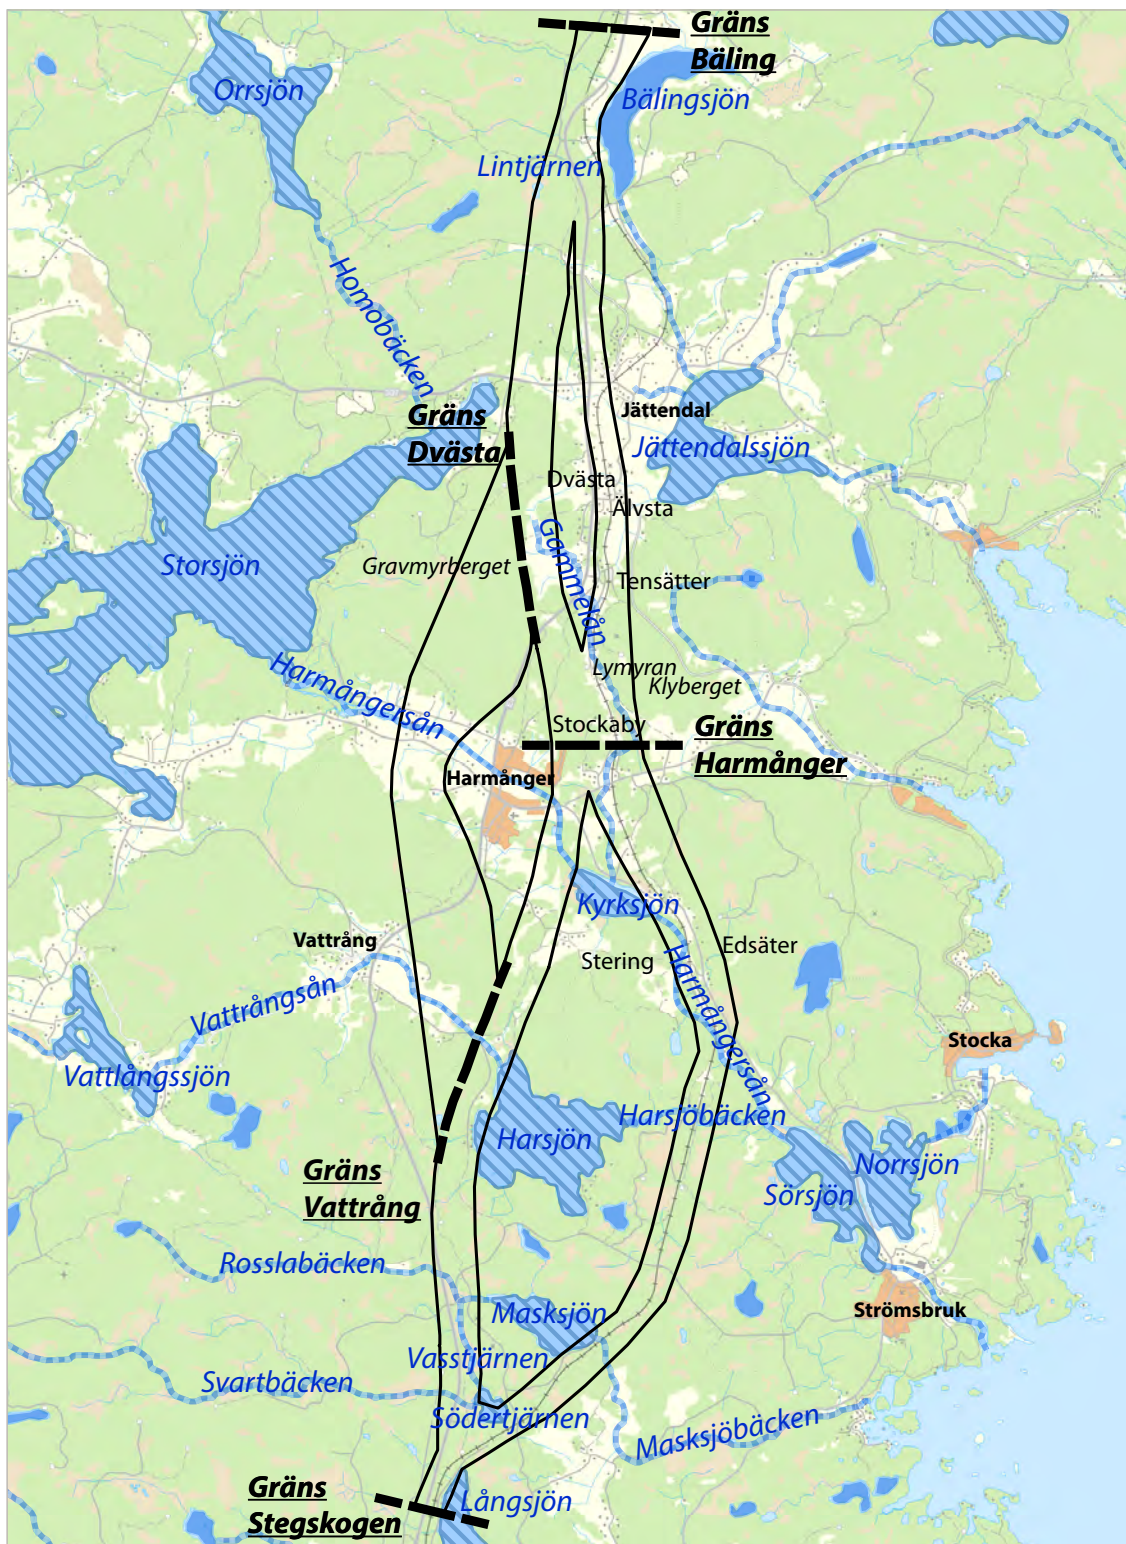 Gräns
Bäling
Orrsjön
Bälingsjön
Lintjärnen
Homobäcken
Gräns
Dvästa
Jättendal
Jättendalssjön
Dvästa
Älvsta
Gammelån
Storsjön
Gravmyrberget
Tensätter
Lymyran
Klyberget
Harmångersån
Stockaby
Gräns
Harmånger
Harmånger
Kyrksjön
Vattrång
Stering
Edsäter
Vattrångsån
Harmångersån
Stocka
Vattlångssjön
Harsjöbäcken
Harsjön
Norrsjön
Sörsjön
Gräns
Vattrång
Rosslabäcken
Masksjön
Strömsbruk
Vasstjärnen
Svartbäcken
Södertjärnen
Masksjöbäcken
Gräns
Stegskogen
Långsjön